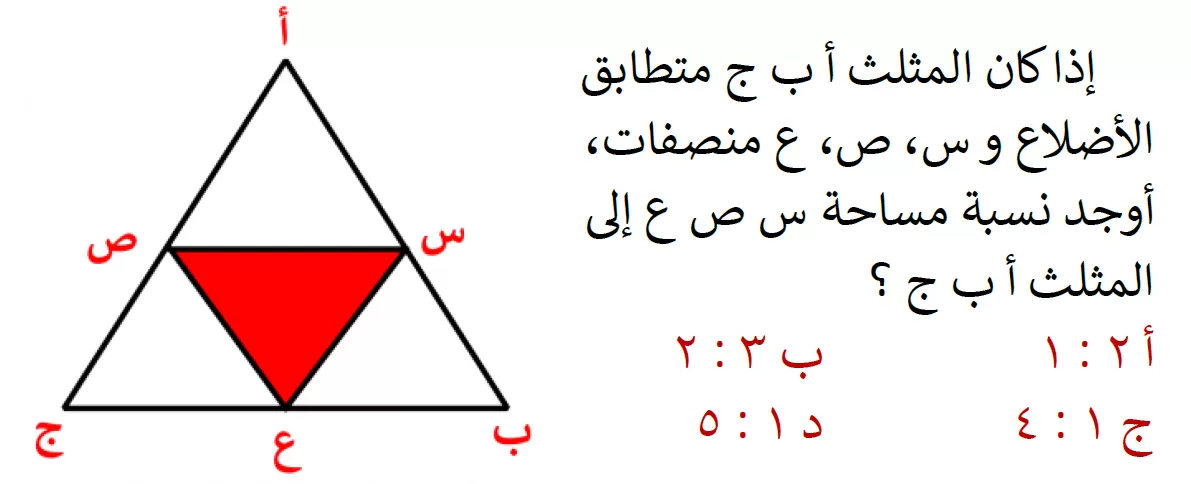 إذا كان المثلث أ ب ج متطابق
الأضلاع و س، ص، ع منصفات،
أوجد نسبة مساحة س ص ع إلى
المثلث أ ب ج ؟
أ ٢ : ١ ب ٣ : ٢
ج ١ : ٤ د ١ : ٥
أ
س ص
ب ع ج